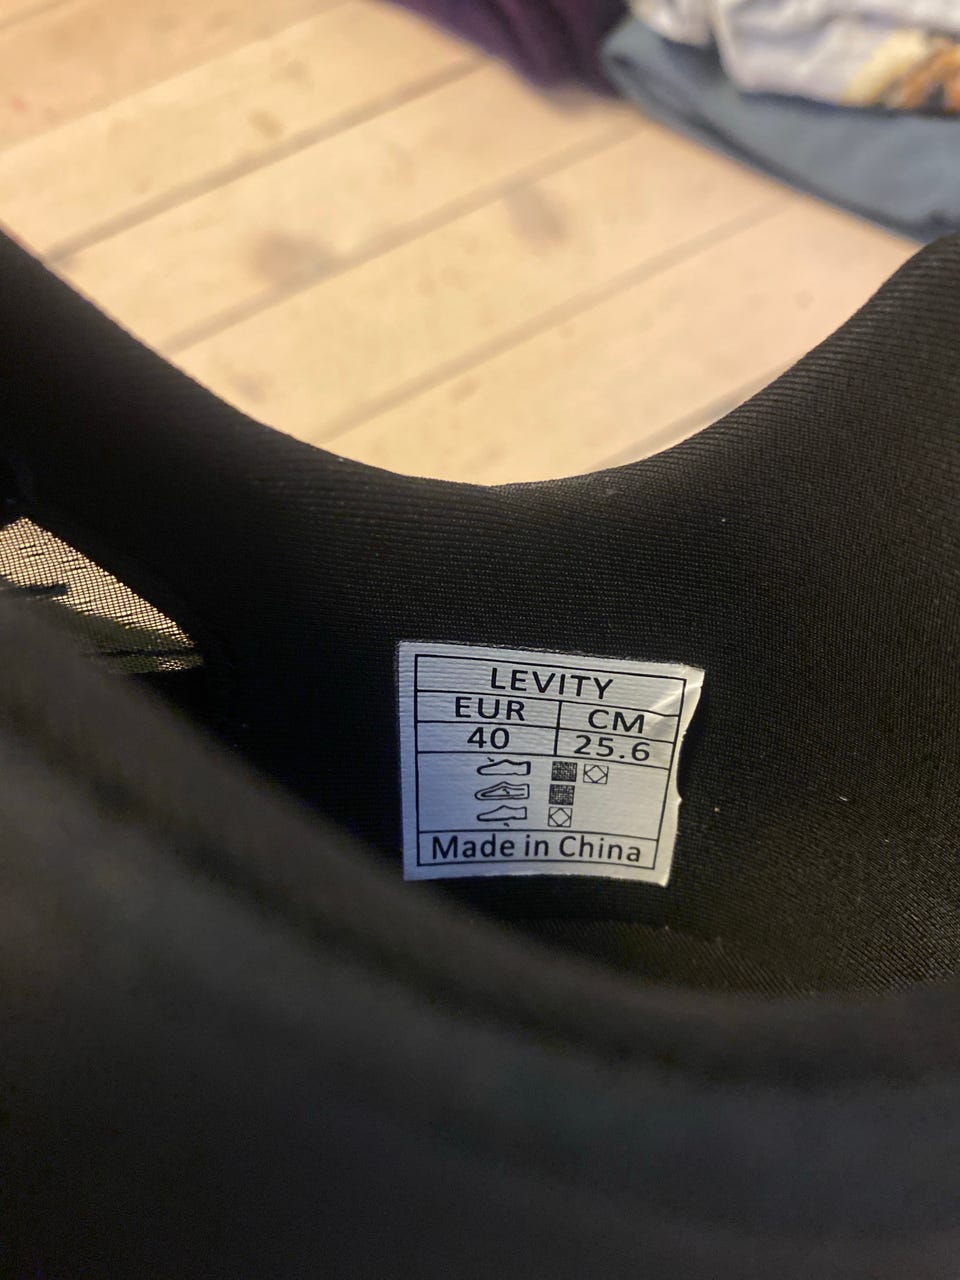 LEVITY
EUR CM
40 25.6
Made in China